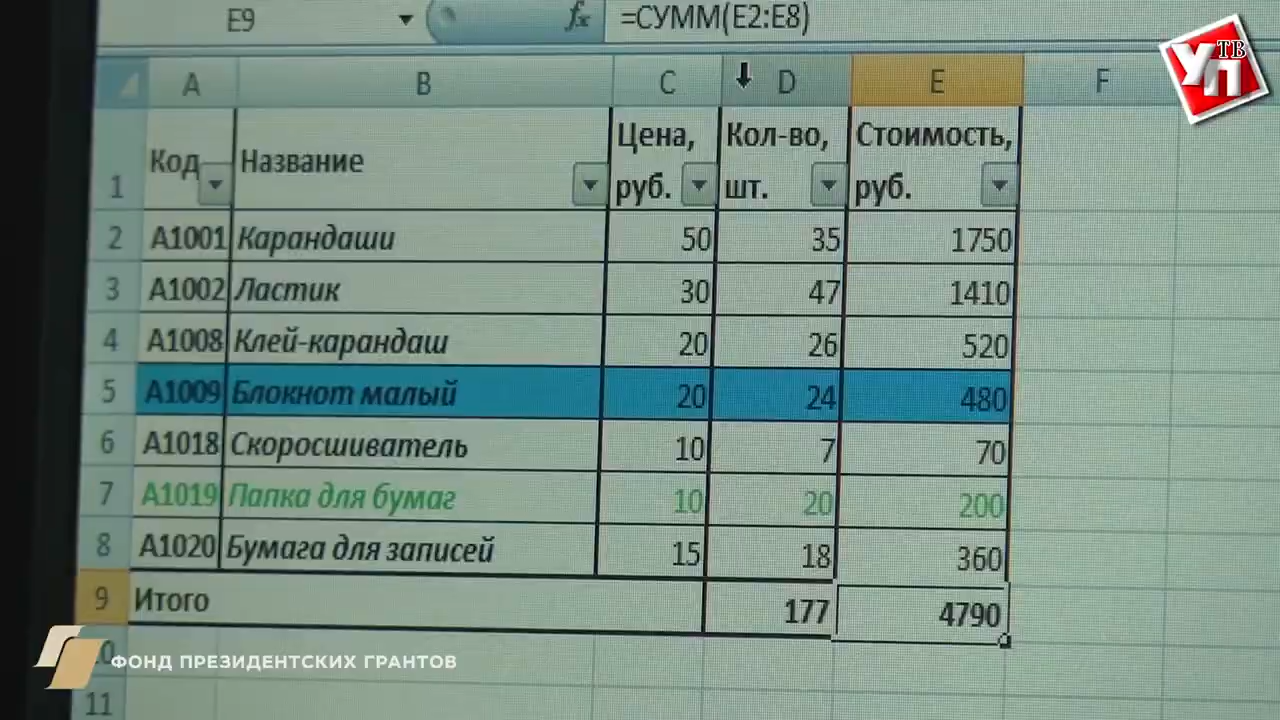 E9 fx =СУММ(E2:E8)
A B C D E F
1 Код Название Цена, руб. Кол-во, шт. Стоимость, руб.
2 A1001 Карандаши 50 35 1750
3 A1002 Ластик 30 47 1410
4 A1008 Клей-карандаш 20 26 520
5 A1009 Блокнот малый 20 24 480
6 A1018 Скоросшиватель 10 7 70
7 A1019 Папка для бумаг 10 20 200
8 A1020 Бумага для записей 15 18 360
9 Итого 177 4790
10
11
УП ТВ
ФОНД ПРЕЗИДЕНТСКИХ ГРАНТОВ